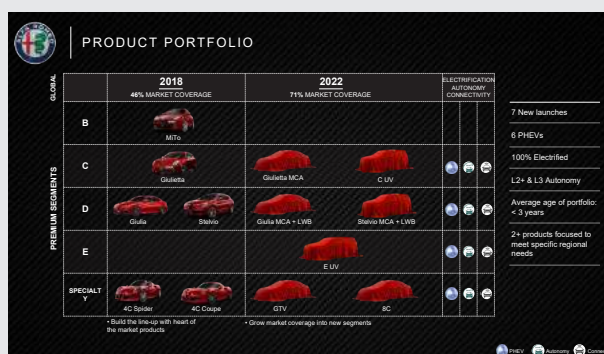 ALFA ROMEO
PRODUCT PORTFOLIO
GLOBAL
2018
46% MARKET COVERAGE
2022
71% MARKET COVERAGE
ELECTRIFICATION
AUTONOMY
CONNECTIVITY
PREMIUM SEGMENTS
B
MiTo
C
Giulietta
Giulietta MCA
C UV
D
Giulia
Stelvio
Giulia MCA + LWB
Stelvio MCA + LWB
E
E UV
SPECIALT
Y
4C Spider
4C Coupe
GTV
8C
• Build the line-up with heart of
the market products
• Grow market coverage into new segments
7 New launches
6 PHEVs
100% Electrified
L2+ & L3 Autonomy
Average age of portfolio:
< 3 years
2+ products focused to
meet specific regional
needs
PHEV
Autonomy